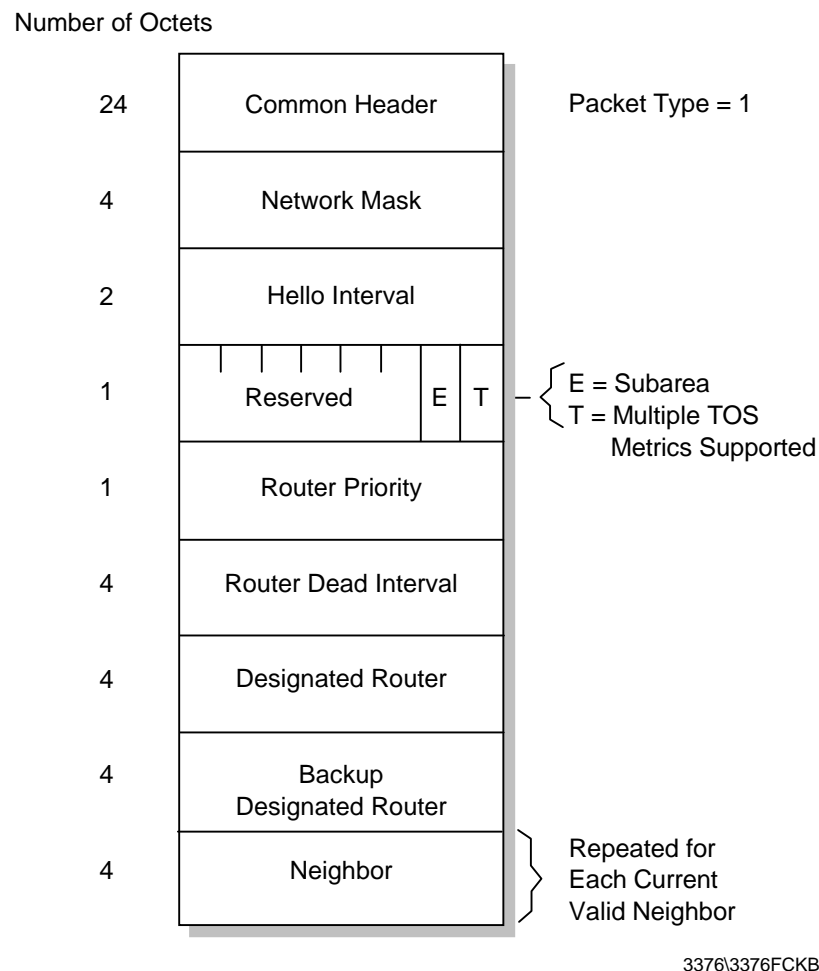 Number of Octets
24 Common Header Packet Type = 1
4 Network Mask
2 Hello Interval
1 Reserved E T E = Subarea
T = Multiple TOS
Metrics Supported
1 Router Priority
4 Router Dead Interval
4 Designated Router
4 Backup
Designated Router
4 Neighbor
Repeated for
Each Current
Valid Neighbor
3376\3376FCKB